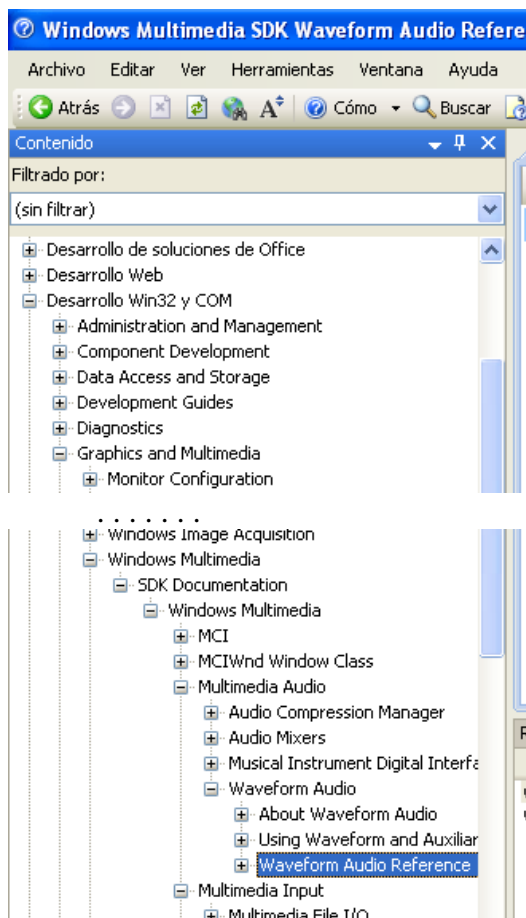 Windows Multimedia SDK Waveform Audio Refere
Archivo Editar Ver Herramientas Ventana Ayuda
Atrás Cómo Buscar
Contenido
Filtrado por:
(sin filtrar)
Desarrollo de soluciones de Office
Desarrollo Web
Desarrollo Win32 y COM
Administration and Management
Component Development
Data Access and Storage
Development Guides
Diagnostics
Graphics and Multimedia
Monitor Configuration
. . . . . . .
Windows Image Acquisition
Windows Multimedia
SDK Documentation
Windows Multimedia
MCI
MCIWnd Window Class
Multimedia Audio
Audio Compression Manager
Audio Mixers
Musical Instrument Digital Interfa
Waveform Audio
About Waveform Audio
Using Waveform and Auxiliar
Waveform Audio Reference
Multimedia Input
Multimedia File I/O